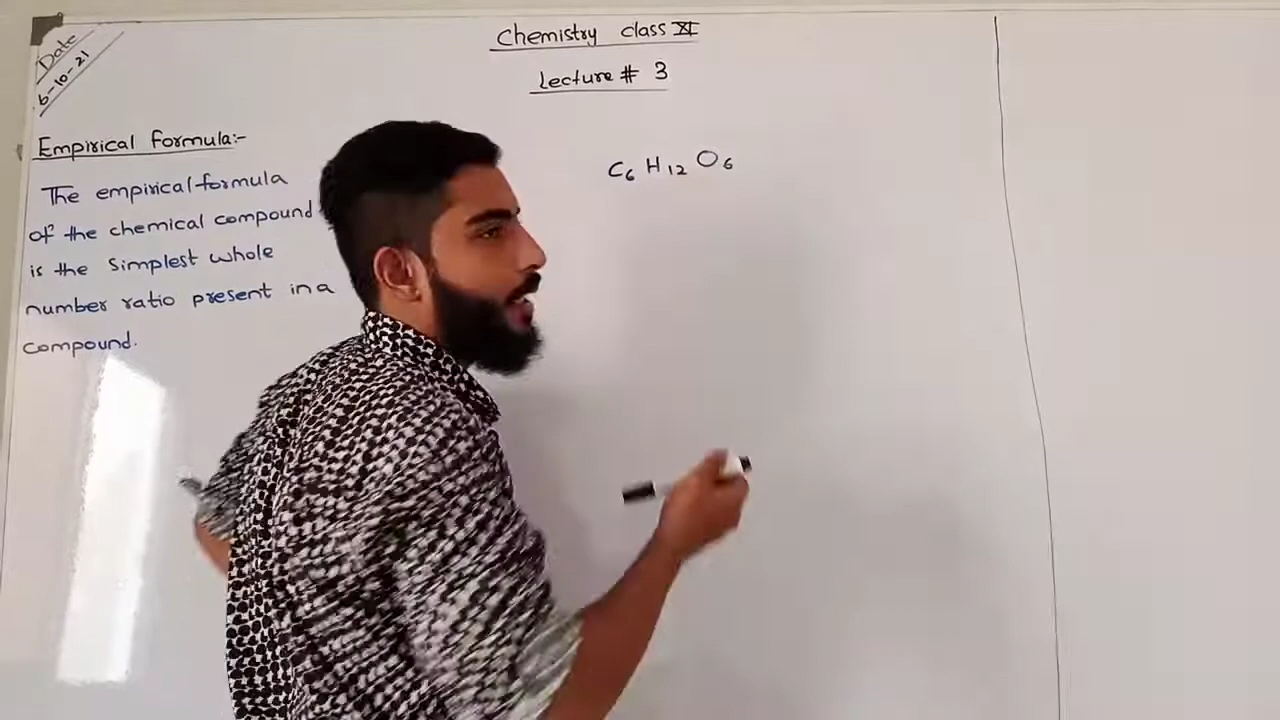 Date
6-10-21
Chemistry class XI
Lecture # 3
Empirical Formula:-
The empirical formula
of the chemical compound
is the simplest whole
number ratio present in a
compound.
C6 H12 O6